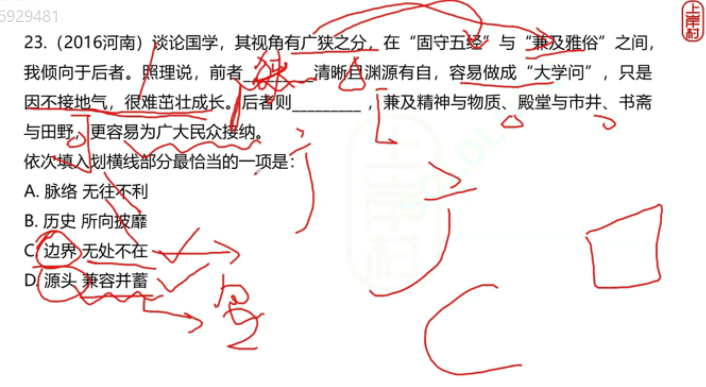 6929481
上岸村
23.（2016河南）谈论国学，其视角有广狭之分，在“固守五经”与“兼及雅俗”之间，
我倾向于后者。照理说，前者________清晰且渊源有自，容易做成“大学问”，只是
因不接地气，很难茁壮成长。后者则________，兼及精神与物质、殿堂与市井、书斋
与田野，更容易为广大民众接纳。
依次填入划横线部分最恰当的一项是：
A. 脉络 无往不利
B. 历史 所向披靡
C. 边界 无处不在
D. 源头 兼容并蓄
上岸村